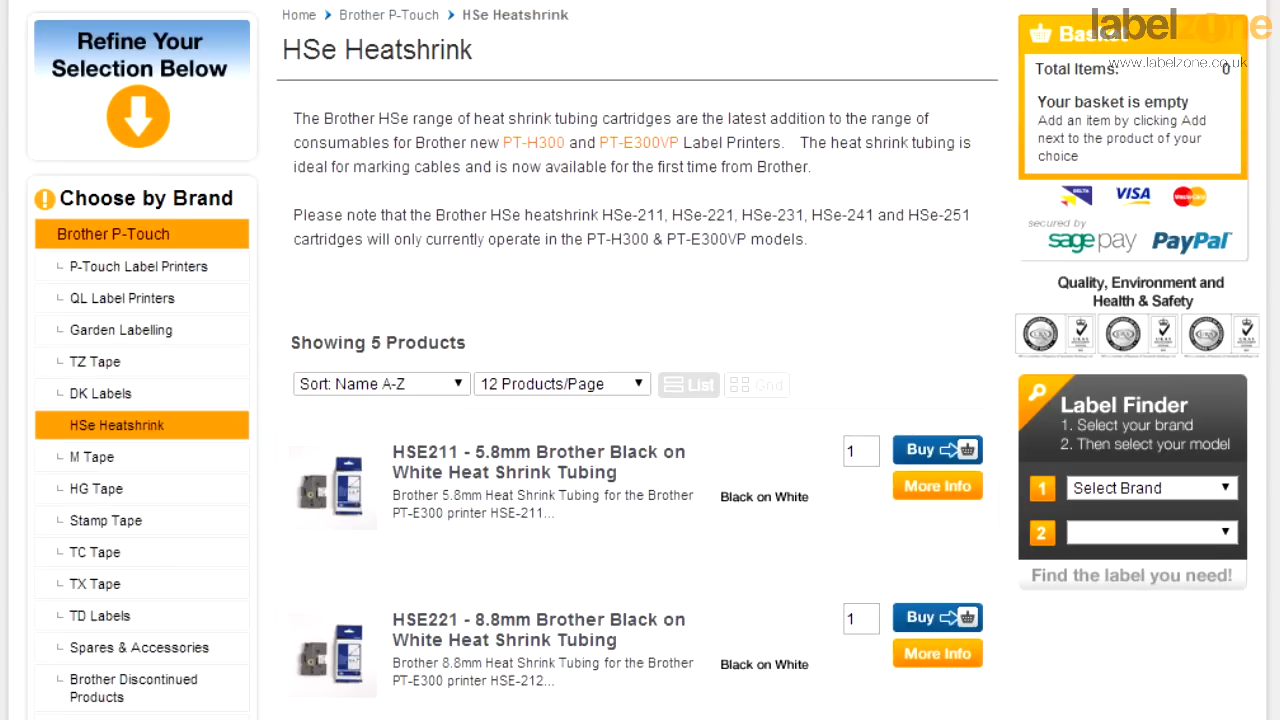 Refine Your
Selection Below
Choose by Brand
Brother P-Touch
P-Touch Label Printers
QL Label Printers
Garden Labelling
TZ Tape
DK Labels
HSe Heatshrink
M Tape
HG Tape
Stamp Tape
TC Tape
TX Tape
TD Labels
Spares & Accessories
Brother Discontinued
Products
Home Brother P-Touch HSe Heatshrink
HSe Heatshrink
The Brother HSe range of heat shrink tubing cartridges are the latest addition to the range of
consumables for Brother new PT-H300 and PT-E300VP Label Printers. The heat shrink tubing is
ideal for marking cables and is now available for the first time from Brother.
Please note that the Brother HSe heatshrink HSe-211, HSe-221, HSe-231, HSe-241 and HSe-251
cartridges will only currently operate in the PT-H300 & PT-E300VP models.
Showing 5 Products
Sort: Name A-Z 12 Products/Page List Grid
HSE211 - 5.8mm Brother Black on
White Heat Shrink Tubing
Brother 5.8mm Heat Shrink Tubing for the Brother
PT-E300 printer HSE-211...
Black on White
1 Buy
More Info
HSE221 - 8.8mm Brother Black on
White Heat Shrink Tubing
Brother 8.8mm Heat Shrink Tubing for the Brother
PT-E300 printer HSE-212...
Black on White
1 Buy
More Info
labelzone
www.labelzone.co.uk
Basket
Total Items: 0
Your basket is empty
Add an item by clicking Add
next to the product of your
choice
DELTA VISA MasterCard
secured by
sage pay PayPal
Quality, Environment and
Health & Safety
Label Finder
1. Select your brand
2. Then select your model
1 Select Brand
2
Find the label you need!